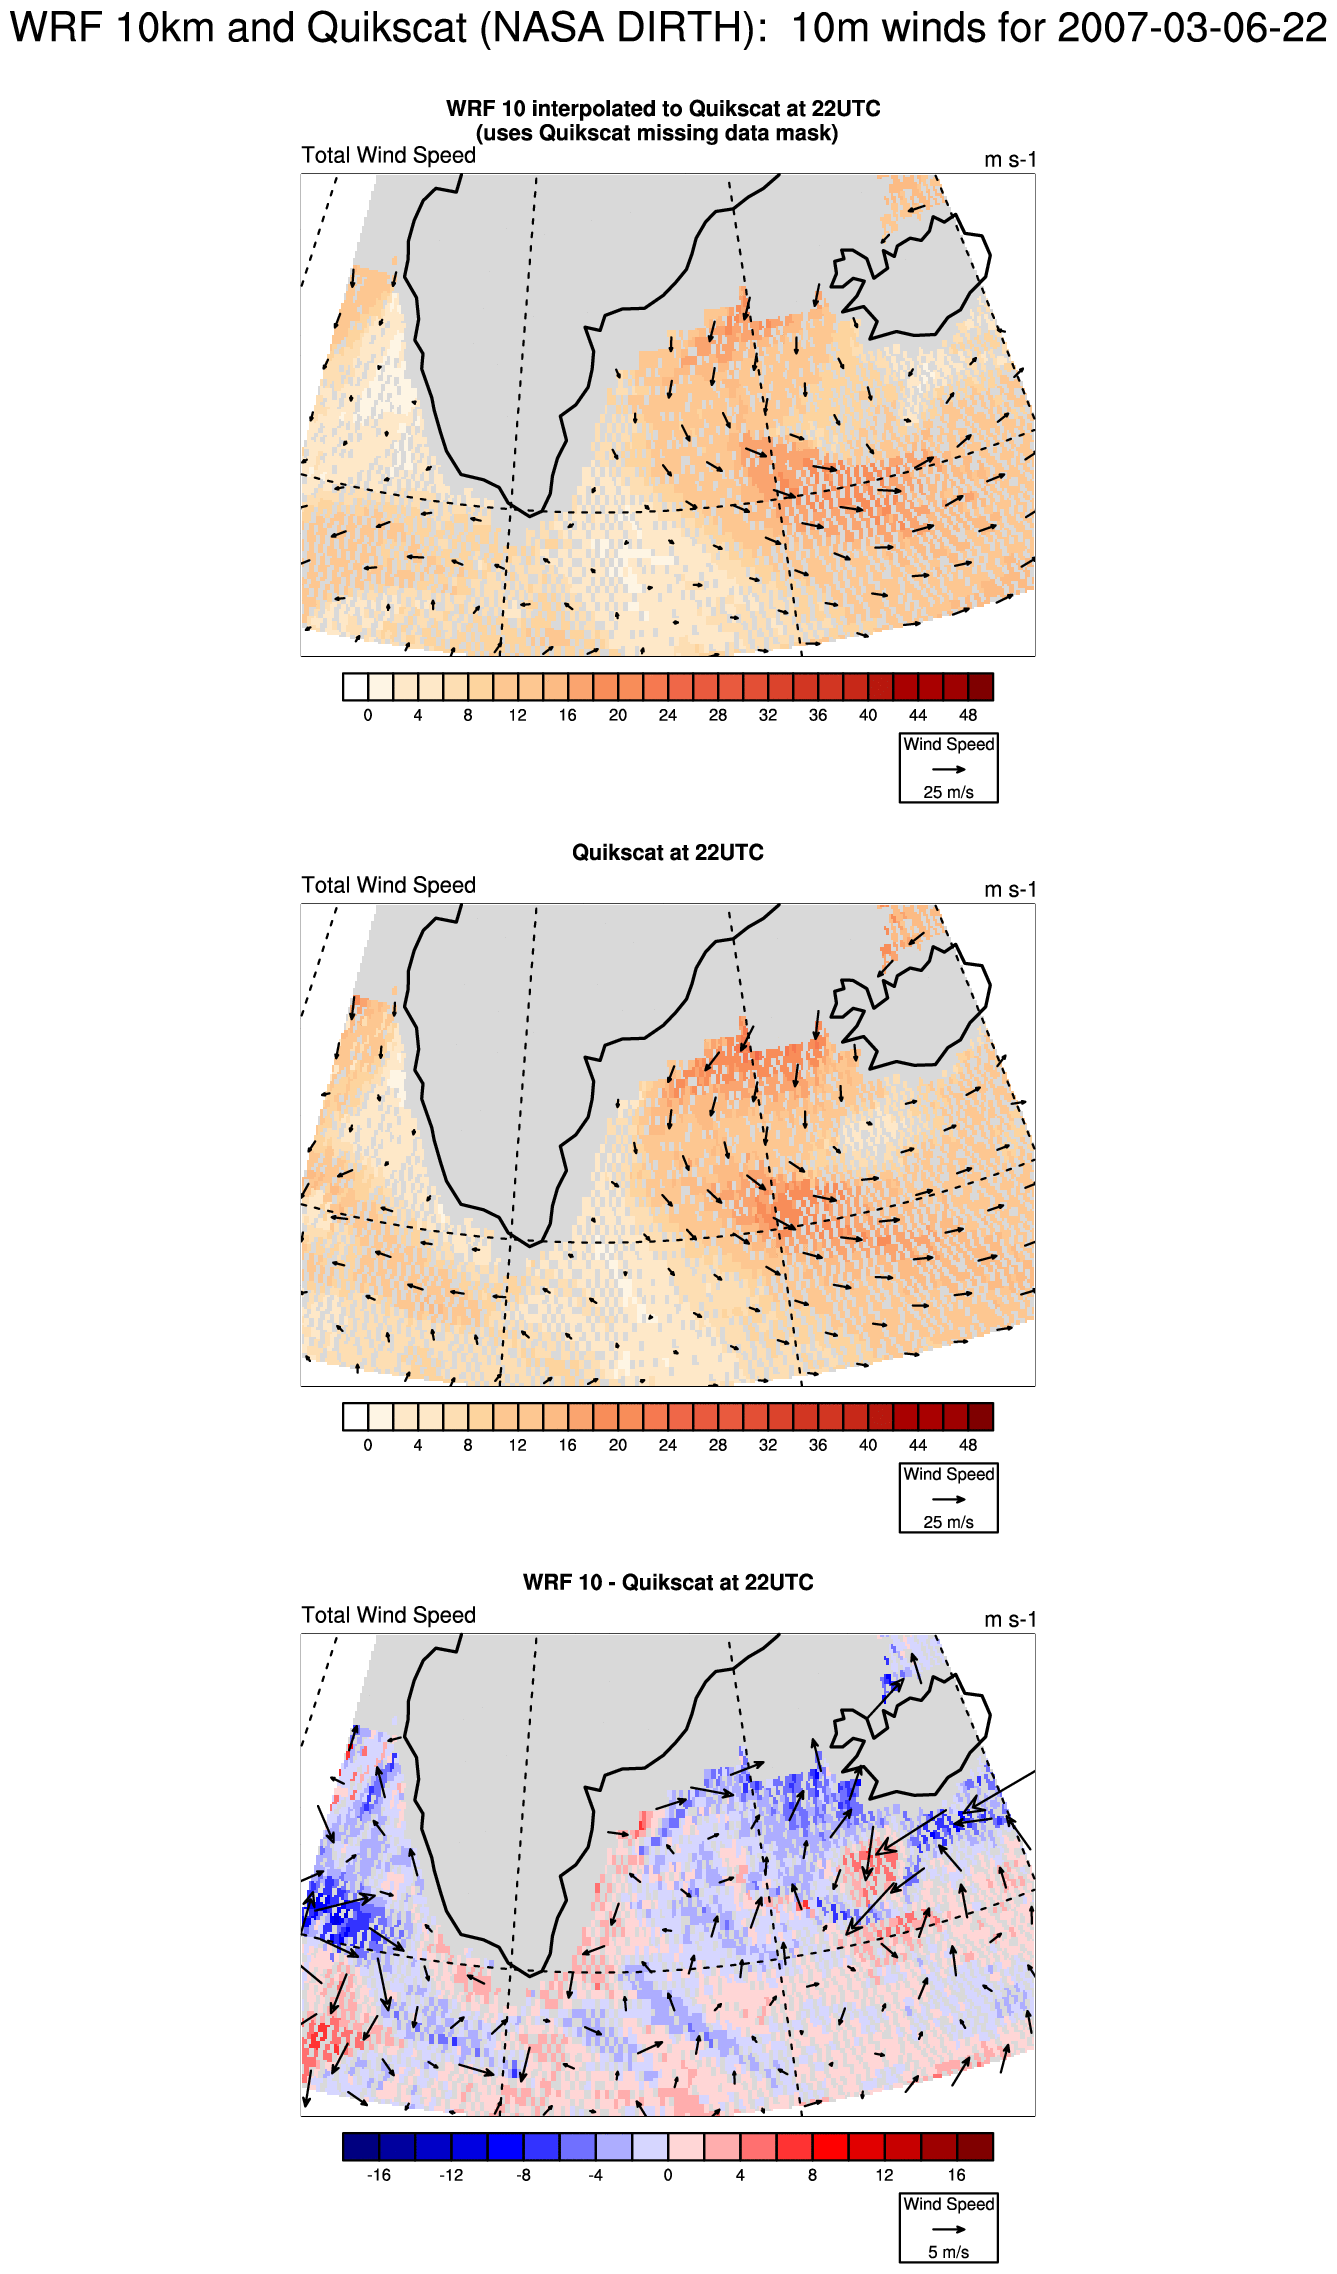 WRF 10km and Quikscat (NASA DIRTH):  10m winds for 2007-03-06-22
WRF 10 interpolated to Quikscat at 22UTC
(uses Quikscat missing data mask)
Total Wind Speed
m s-1
0 4 8 12 16 20 24 28 32 36 40 44 48
Wind Speed
25 m/s
Quikscat at 22UTC
Total Wind Speed
m s-1
0 4 8 12 16 20 24 28 32 36 40 44 48
Wind Speed
25 m/s
WRF 10 - Quikscat at 22UTC
Total Wind Speed
m s-1
-16 -12 -8 -4 0 4 8 12 16
Wind Speed
5 m/s